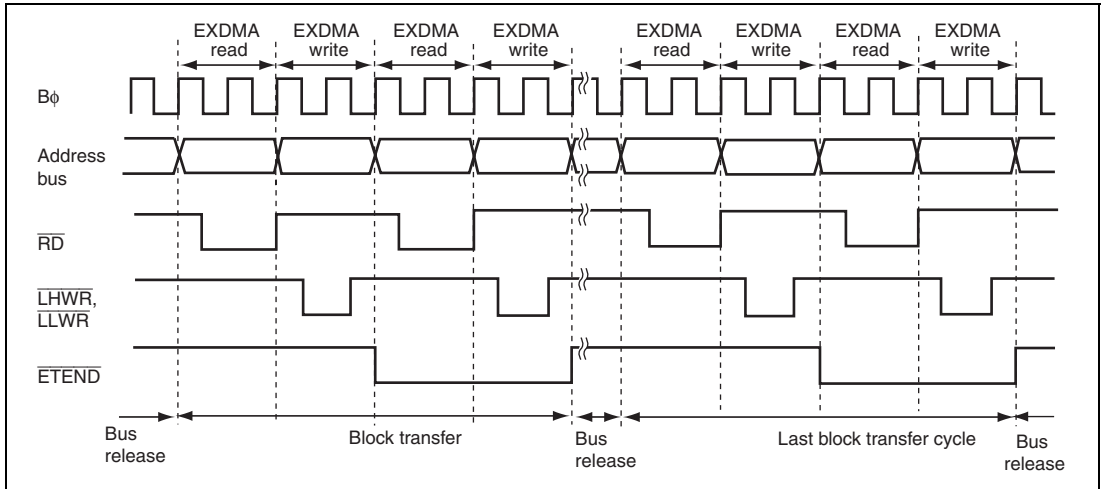 EXDMA read
EXDMA write
EXDMA read
EXDMA write
EXDMA read
EXDMA write
EXDMA read
EXDMA write
Bϕ
Address bus
RD
LHWR,
LLWR
ETEND
Bus release
Block transfer
Bus release
Last block transfer cycle
Bus release